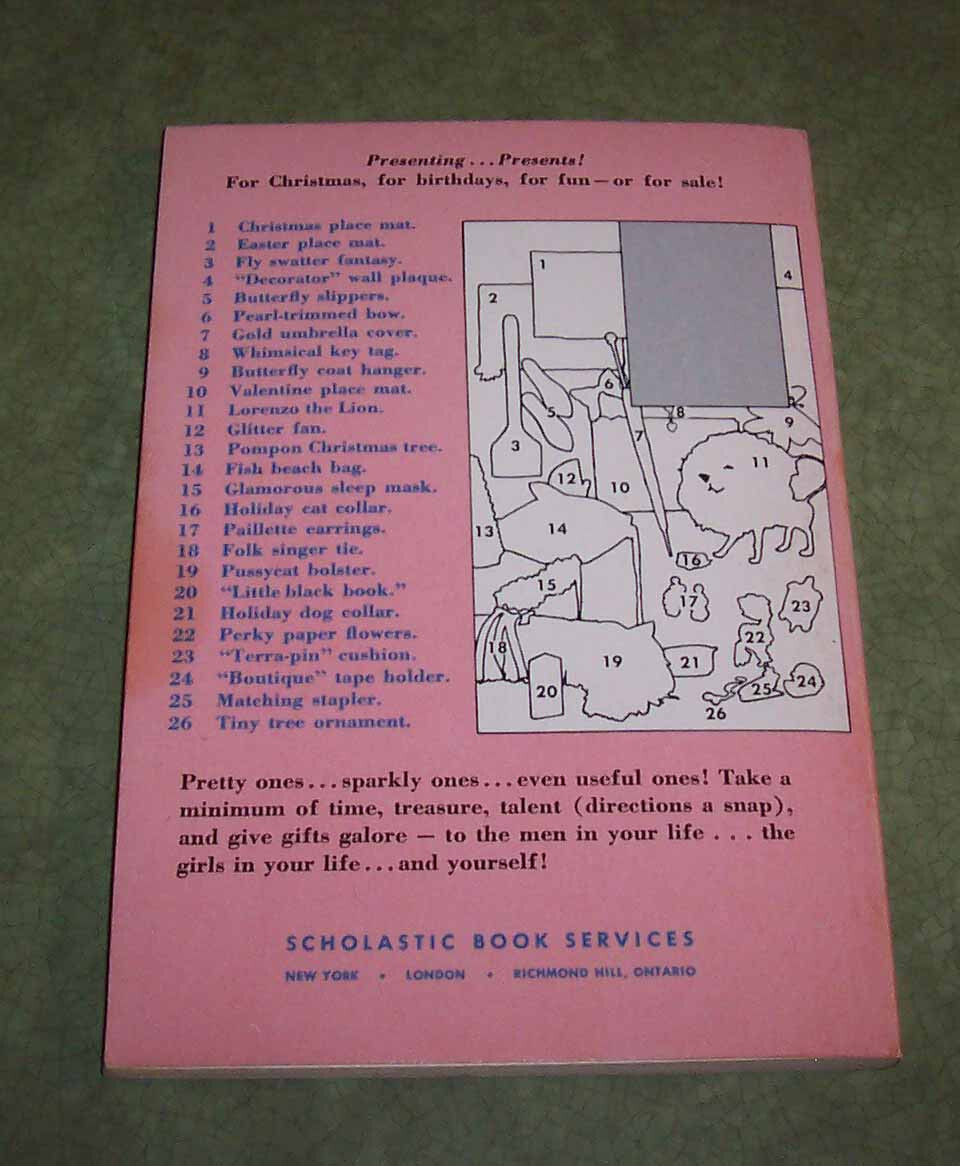 Presenting...Presents!
For Christmas, for birthdays, for fun—or for sale!
1 Christmas place mat.
2 Easter place mat.
3 Fly swatter fantasy.
4 “Decorator” wall plaque.
5 Butterfly slippers.
6 Pearl-trimmed bow.
7 Gold umbrella cover.
8 Whimsical key tag.
9 Butterfly coat hanger.
10 Valentine place mat.
11 Lorenzo the Lion.
12 Glitter fan.
13 Pompon Christmas tree.
14 Fish beach bag.
15 Glamorous sleep mask.
16 Holiday cat collar.
17 Paillette earrings.
18 Folk singer tie.
19 Pussycat bolster.
20 “Little black book.”
21 Holiday dog collar.
22 Perky paper flowers.
23 “Terra-pin” cushion.
24 “Boutique” tape holder.
25 Matching stapler.
26 Tiny tree ornament.
1
4
2
6
5
8
9
7
3
11
12
10
13
14
16
15
17
23
22
18
19
21
24
20
25
26
Pretty ones...sparkly ones...even useful ones! Take a
minimum of time, treasure, talent (directions a snap),
and give gifts galore — to the men in your life . . . the
girls in your life...and yourself!
SCHOLASTIC BOOK SERVICES
NEW YORK • LONDON • RICHMOND HILL, ONTARIO